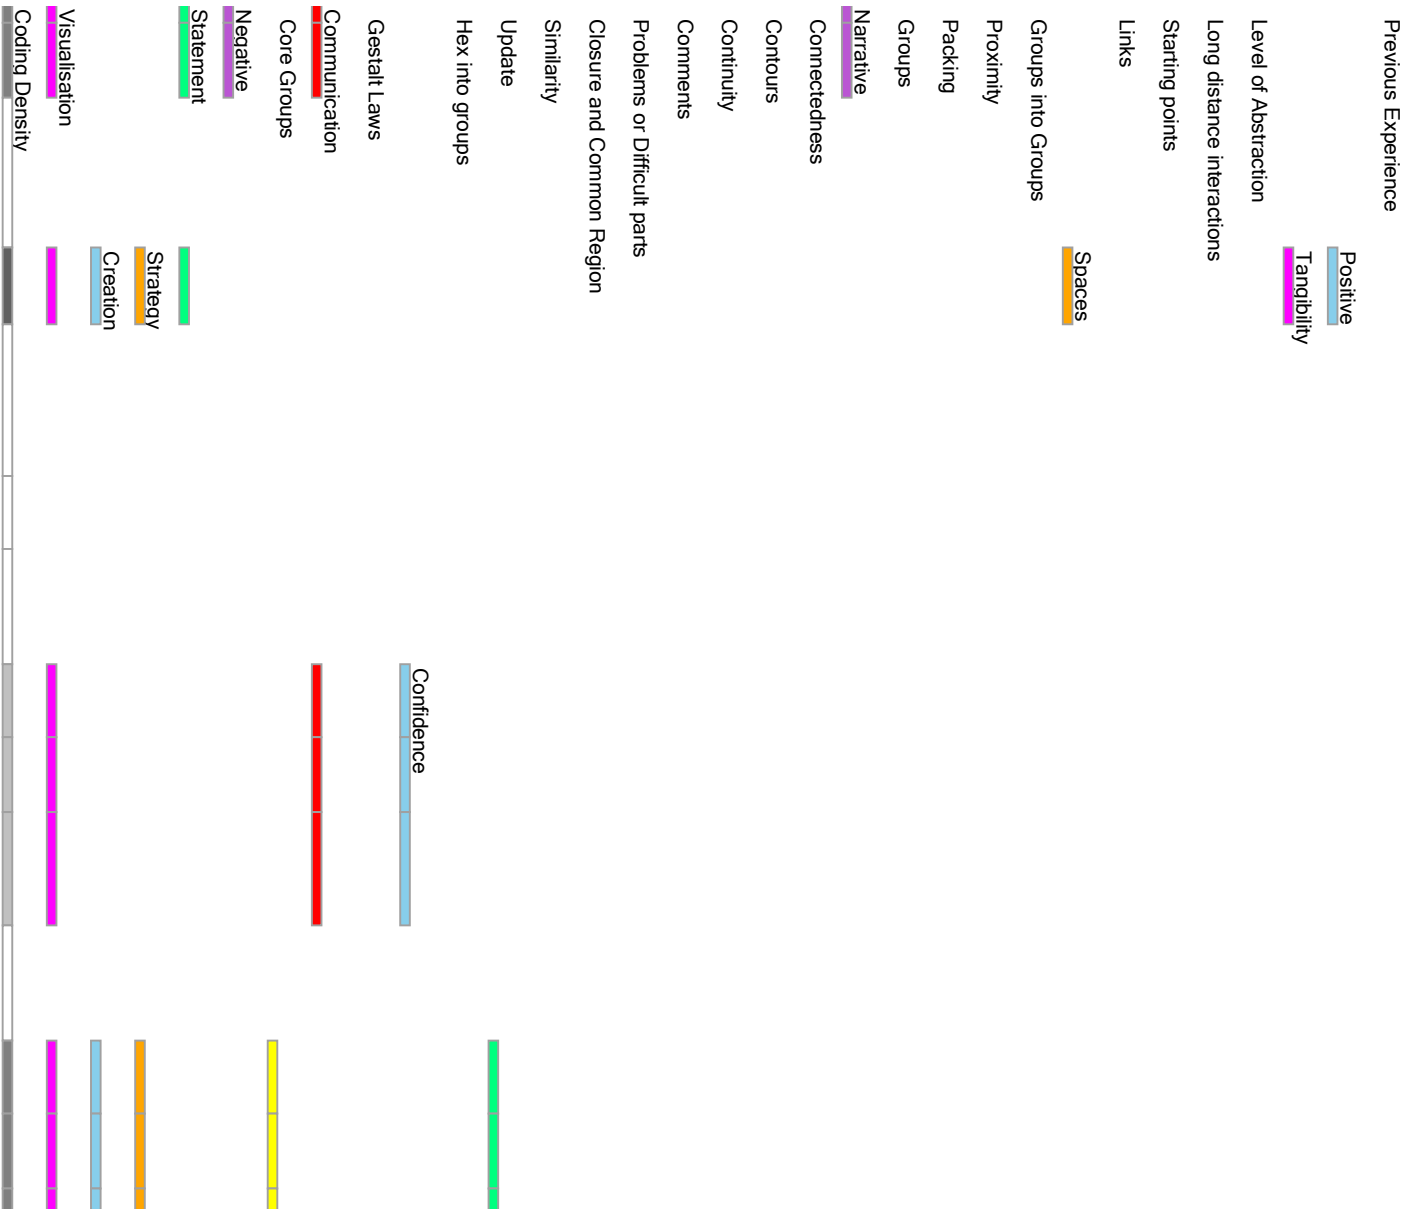 Coding Density
Visualisation
Creation
Strategy
Statement
Negative
Core Groups
Communication
Gestalt Laws
Confidence
Hex into groups
Update
Similarity
Closure and Common Region
Problems or Difficult parts
Comments
Continuity
Contours
Connectedness
Narrative
Groups
Packing
Proximity
Groups into Groups
Spaces
Links
Starting points
Long distance interactions
Level of Abstraction
Tangibility
Positive
Previous Experience